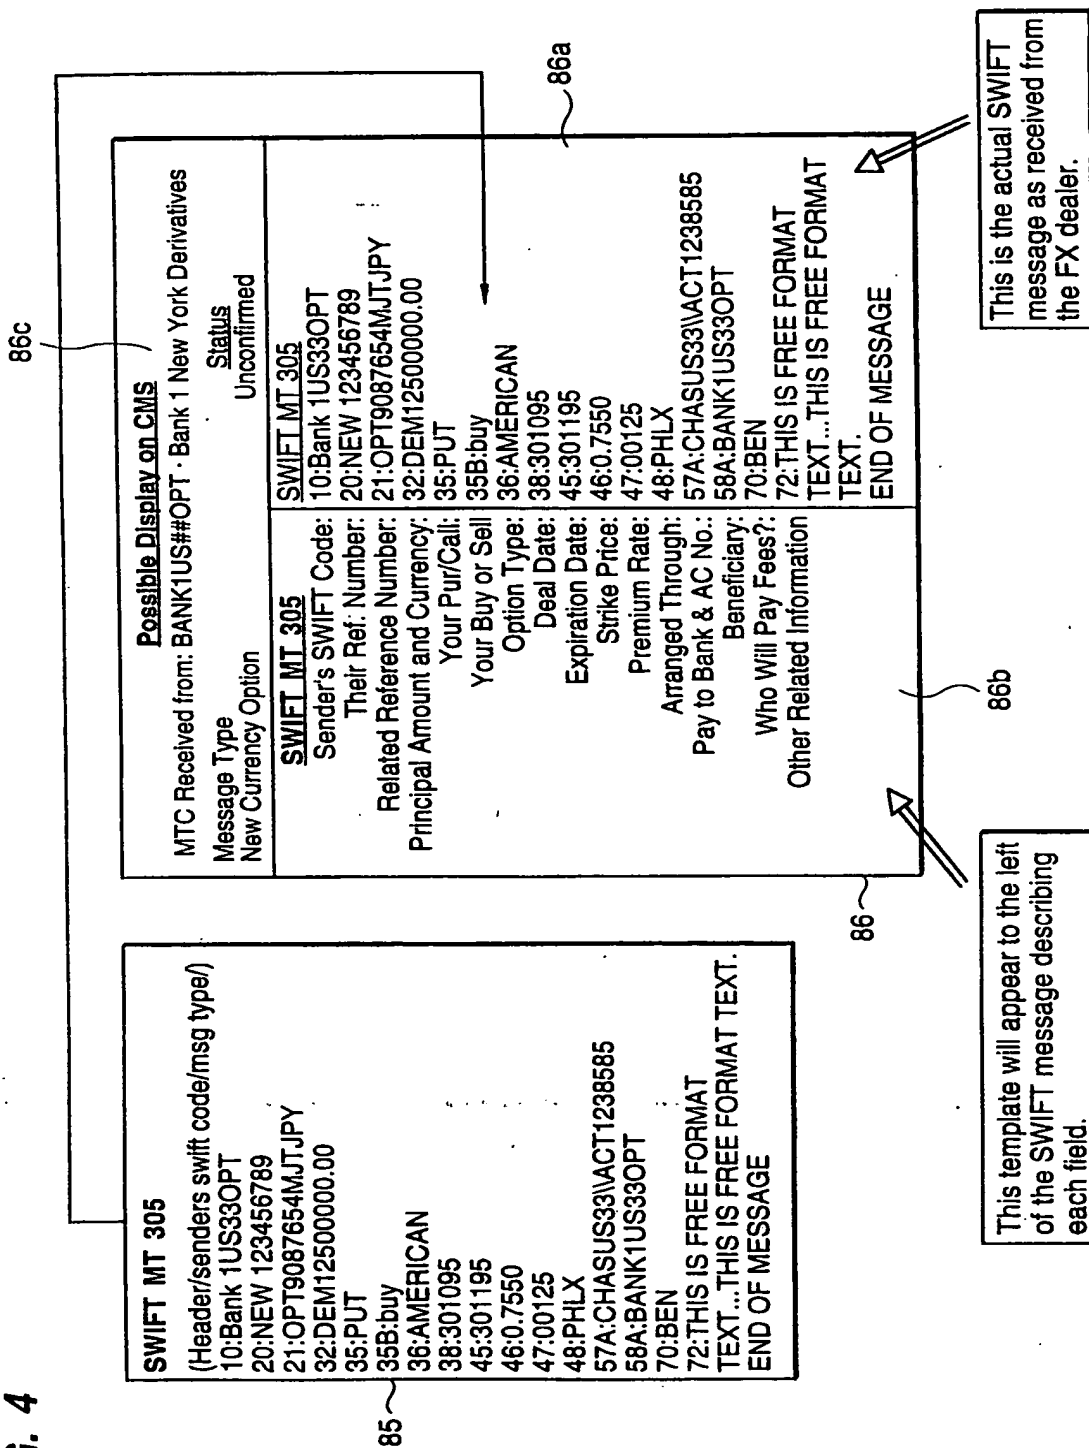 G. 4
SWIFT MT 305
(Header/senders swift code/msg type/)
10:Bank 1US33OPT
20:NEW 123456789
21:OPT9087654MJTJPY
32:DEM12500000.00
35:PUT
35B:buy
36:AMERICAN
38:301095
45:301195
46:0.7550
47:00125
48:PHLX
57A:CHASUS33\\ACT1238585
58A:BANK1US33OPT
70:BEN
72:THIS IS FREE FORMAT
TEXT...THIS IS FREE FORMAT TEXT.
END OF MESSAGE
85
86c
Possible Display on CMS
MTC Received from: BANK1US##OPT · Bank 1 New York Derivatives
Message Type
New Currency Option
Status
Unconfirmed
SWIFT MT 305
Sender's SWIFT Code:
Their Ref. Number:
Related Reference Number:
Principal Amount and Currency:
Your Pur/Call:
Your Buy or Sell
Option Type:
Deal Date:
Expiration Date:
Strike Price:
Premium Rate:
Arranged Through:
Pay to Bank & AC No.:
Beneficiary:
Who Will Pay Fees?:
Other Related Information
SWIFT MT 305
10:Bank 1US33OPT
20:NEW 123456789
21:OPT9087654MJTJPY
32:DEM12500000.00
35:PUT
35B:buy
36:AMERICAN
38:301095
45:301195
46:0.7550
47:00125
48:PHLX
57A:CHASUS33\\ACT1238585
58A:BANK1US33OPT
70:BEN
72:THIS IS FREE FORMAT
TEXT...THIS IS FREE FORMAT
TEXT.
END OF MESSAGE
86a
86
86b
This template will appear to the left
of the SWIFT message describing
each field.
This is the actual SWIFT
message as received from
the FX dealer.